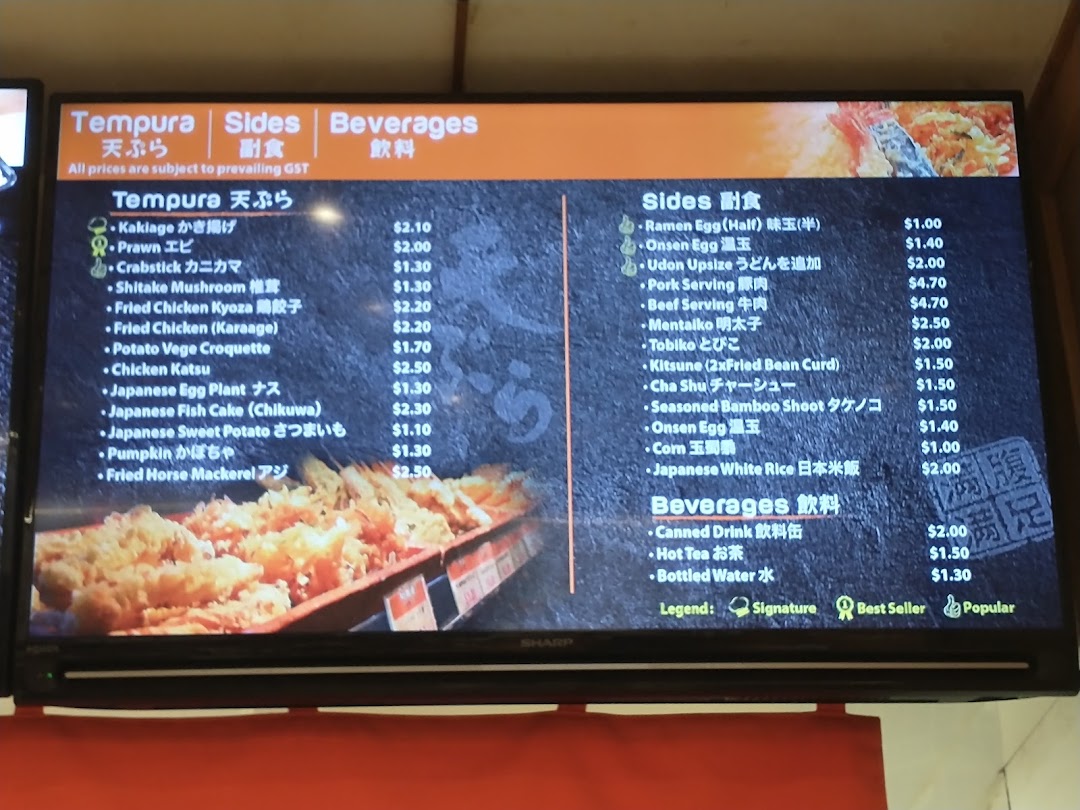 Tempura
天ぷら
Sides
副食
Beverages
飲料
All prices are subject to prevailing GST
Tempura 天ぷら
• Kakiage かき揚げ $2.10
• Prawn エビ $2.00
• Crabstick カニカマ $1.30
• Shitake Mushroom 椎茸 $1.30
• Fried Chicken Kyoza 鶏餃子 $2.20
• Fried Chicken (Karaage) $2.20
• Potato Vege Croquette $1.70
• Chicken Katsu $2.50
• Japanese Egg Plant ナス $1.30
• Japanese Fish Cake (Chikuwa) $2.30
• Japanese Sweet Potato さつまいも $1.10
• Pumpkin かぼちゃ $1.30
• Fried Horse Mackerel アジ $2.50
天ぷら
Sides 副食
• Ramen Egg (Half) 味玉(半) $1.00
• Onsen Egg 温玉 $1.40
• Udon Upsize うどんを追加 $2.00
• Pork Serving 豚肉 $4.70
• Beef Serving 牛肉 $4.70
• Mentaiko 明太子 $2.50
• Tobiko とびこ $2.00
• Kitsune (2xFried Bean Curd) $1.50
• Cha Shu チャーシュー $1.50
• Seasoned Bamboo Shoot タケノコ $1.50
• Onsen Egg 温玉 $1.40
• Corn 玉蜀黍 $1.00
• Japanese White Rice 日本米飯 $2.00
Beverages 飲料
• Canned Drink 飲料缶 $2.00
• Hot Tea お茶 $1.50
• Bottled Water 水 $1.30
Legend: Signature Best Seller Popular
SHARP